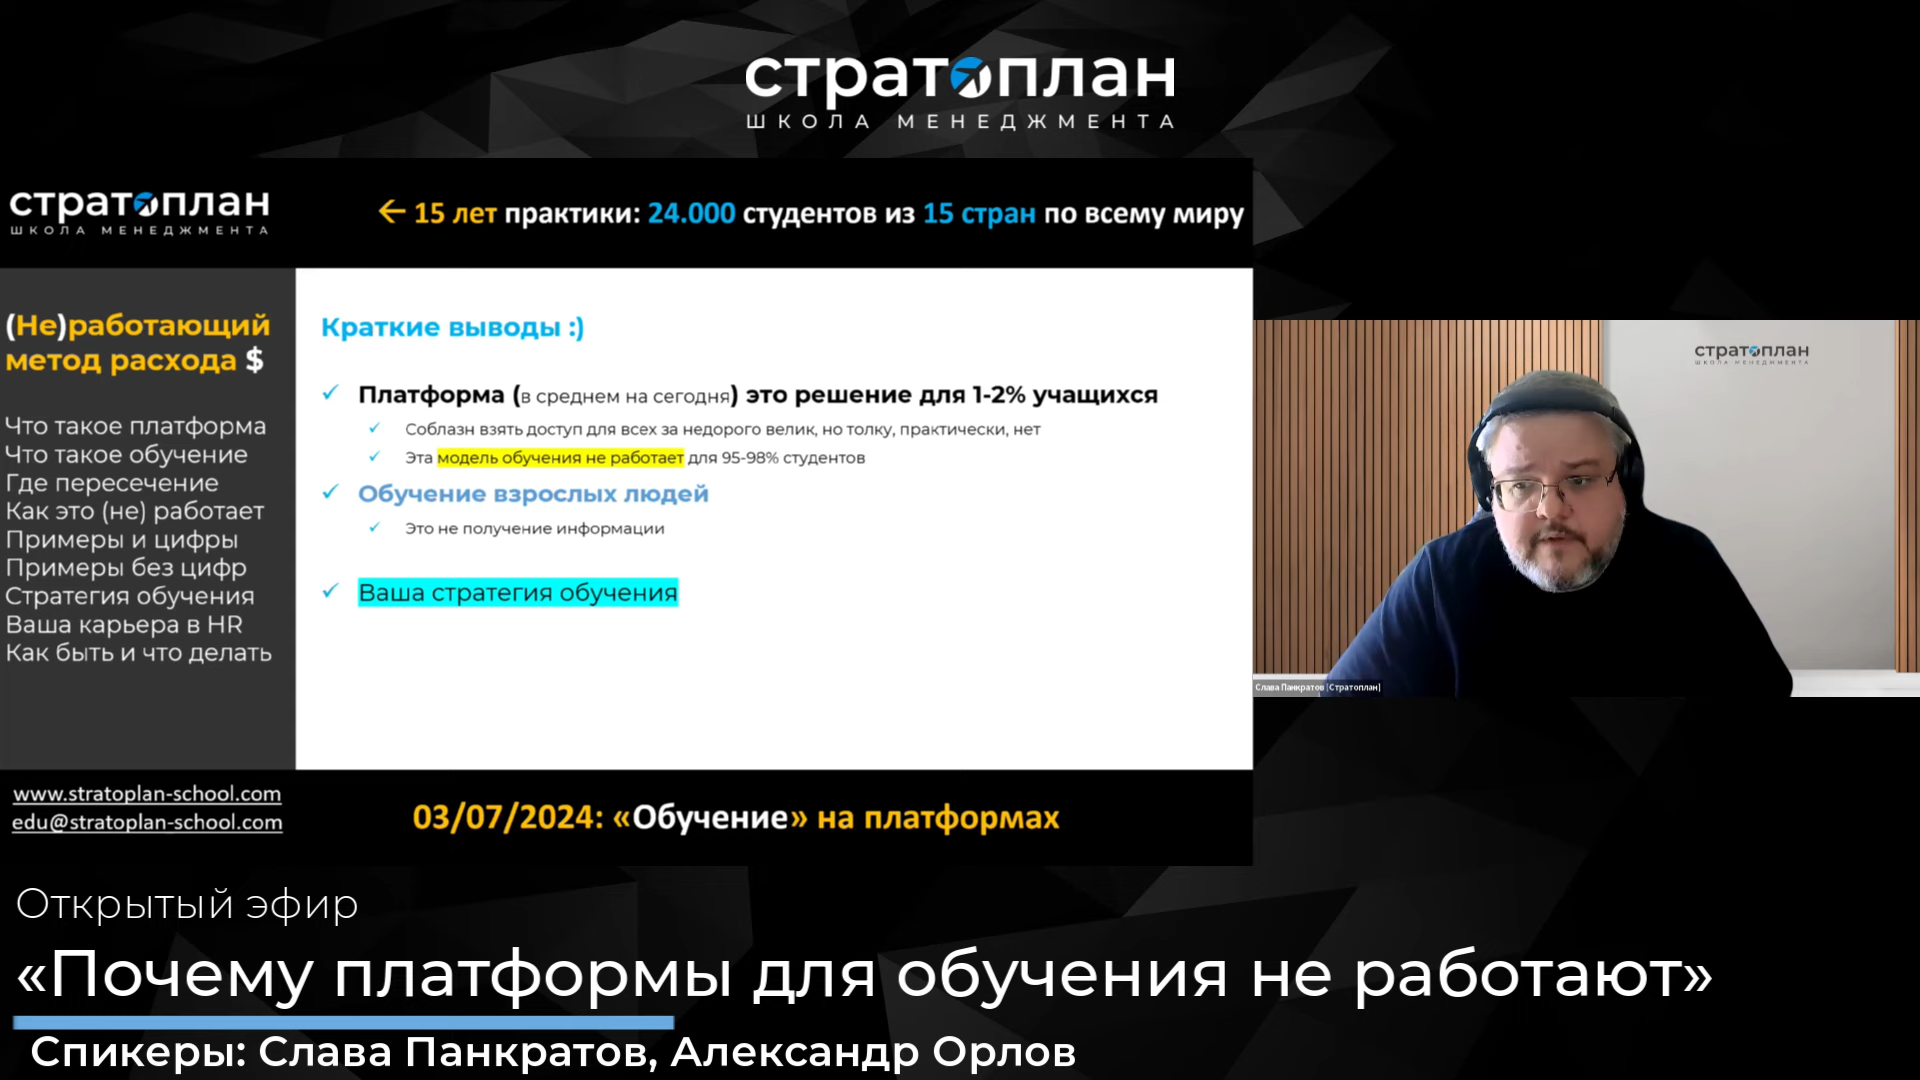 стратоплан
ШКОЛА МЕНЕДЖМЕНТА
стратоплан
ШКОЛА МЕНЕДЖМЕНТА
← 15 лет практики: 24.000 студентов из 15 стран по всему миру
(Не)работающий
метод расхода $
Что такое платформа
Что такое обучение
Где пересечение
Как это (не) работает
Примеры и цифры
Примеры без цифр
Стратегия обучения
Ваша карьера в HR
Как быть и что делать
Краткие выводы :)
✓ Платформа (в среднем на сегодня) это решение для 1-2% учащихся
✓ Соблазн взять доступ для всех за недорого велик, но толку, практически, нет
✓ Эта модель обучения не работает для 95-98% студентов
✓ Обучение взрослых людей
✓ Это не получение информации
✓ Ваша стратегия обучения
стратоплан
ШКОЛА МЕНЕДЖМЕНТА
Слава Панкратов [Стратоплан]
www.stratoplan-school.com
edu@stratoplan-school.com
03/07/2024: «Обучение» на платформах
Открытый эфир
«Почему платформы для обучения не работают»
Спикеры: Слава Панкратов, Александр Орлов